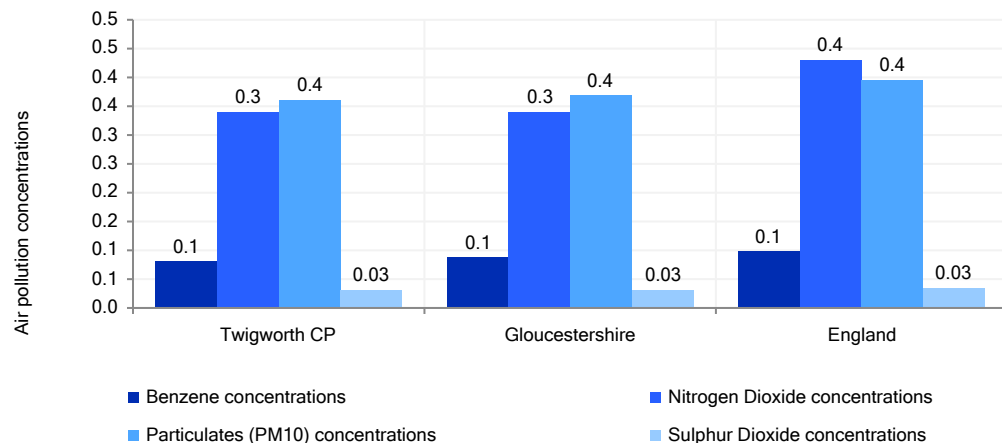 Air pollution concentrations
0.5
0.5
0.4
0.4
0.3
0.3
0.2
0.2
0.1
0.1
0.0
0.1
0.3
0.4
0.03
0.1
0.3
0.4
0.03
0.1
0.4
0.4
0.03
Twigworth CP
Gloucestershire
England
Benzene concentrations
Nitrogen Dioxide concentrations
Particulates (PM10) concentrations
Sulphur Dioxide concentrations